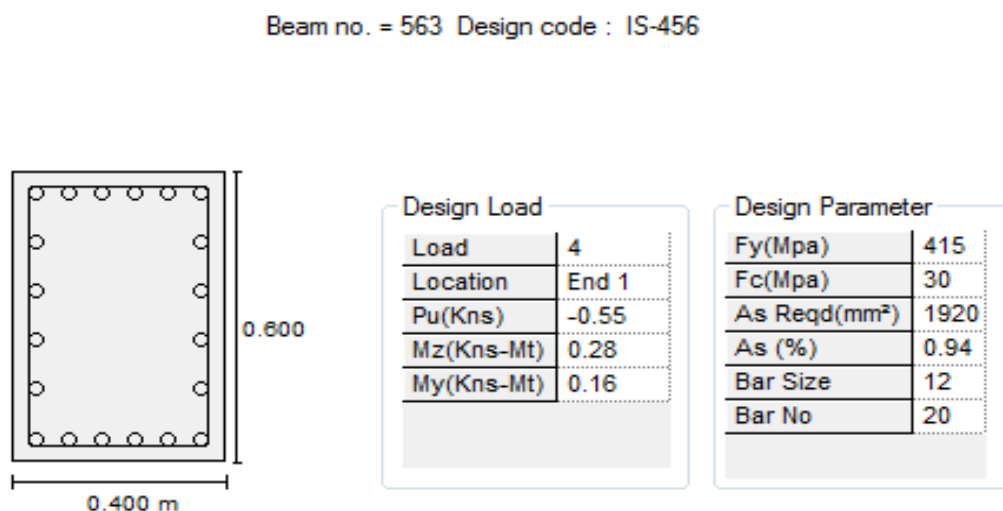 Beam no. = 563 Design code : IS-456
0.600
0.400 m
Design Load
Load 4
Location End 1
Pu(Kns) -0.55
Mz(Kns-Mt) 0.28
My(Kns-Mt) 0.16
Design Parameter
Fy(Mpa) 415
Fc(Mpa) 30
As Reqd(mm²) 1920
As (%) 0.94
Bar Size 12
Bar No 20